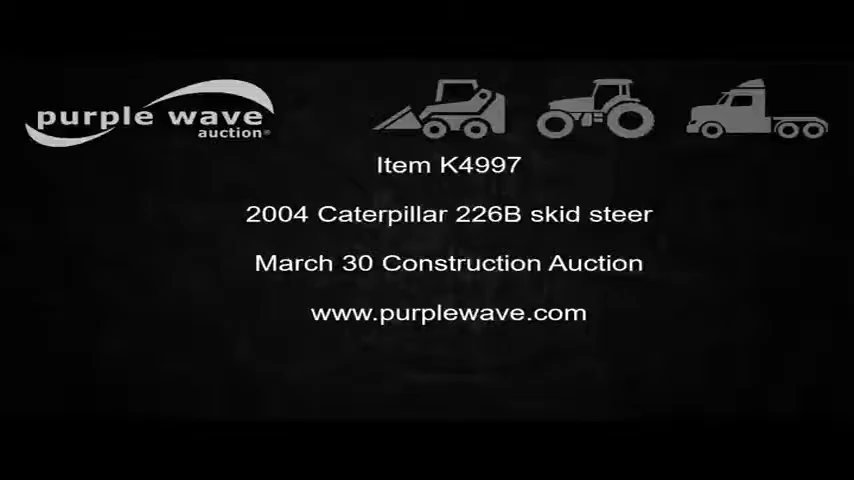 purple wave
auction®
Item K4997
2004 Caterpillar 226B skid steer
March 30 Construction Auction
www.purplewave.com